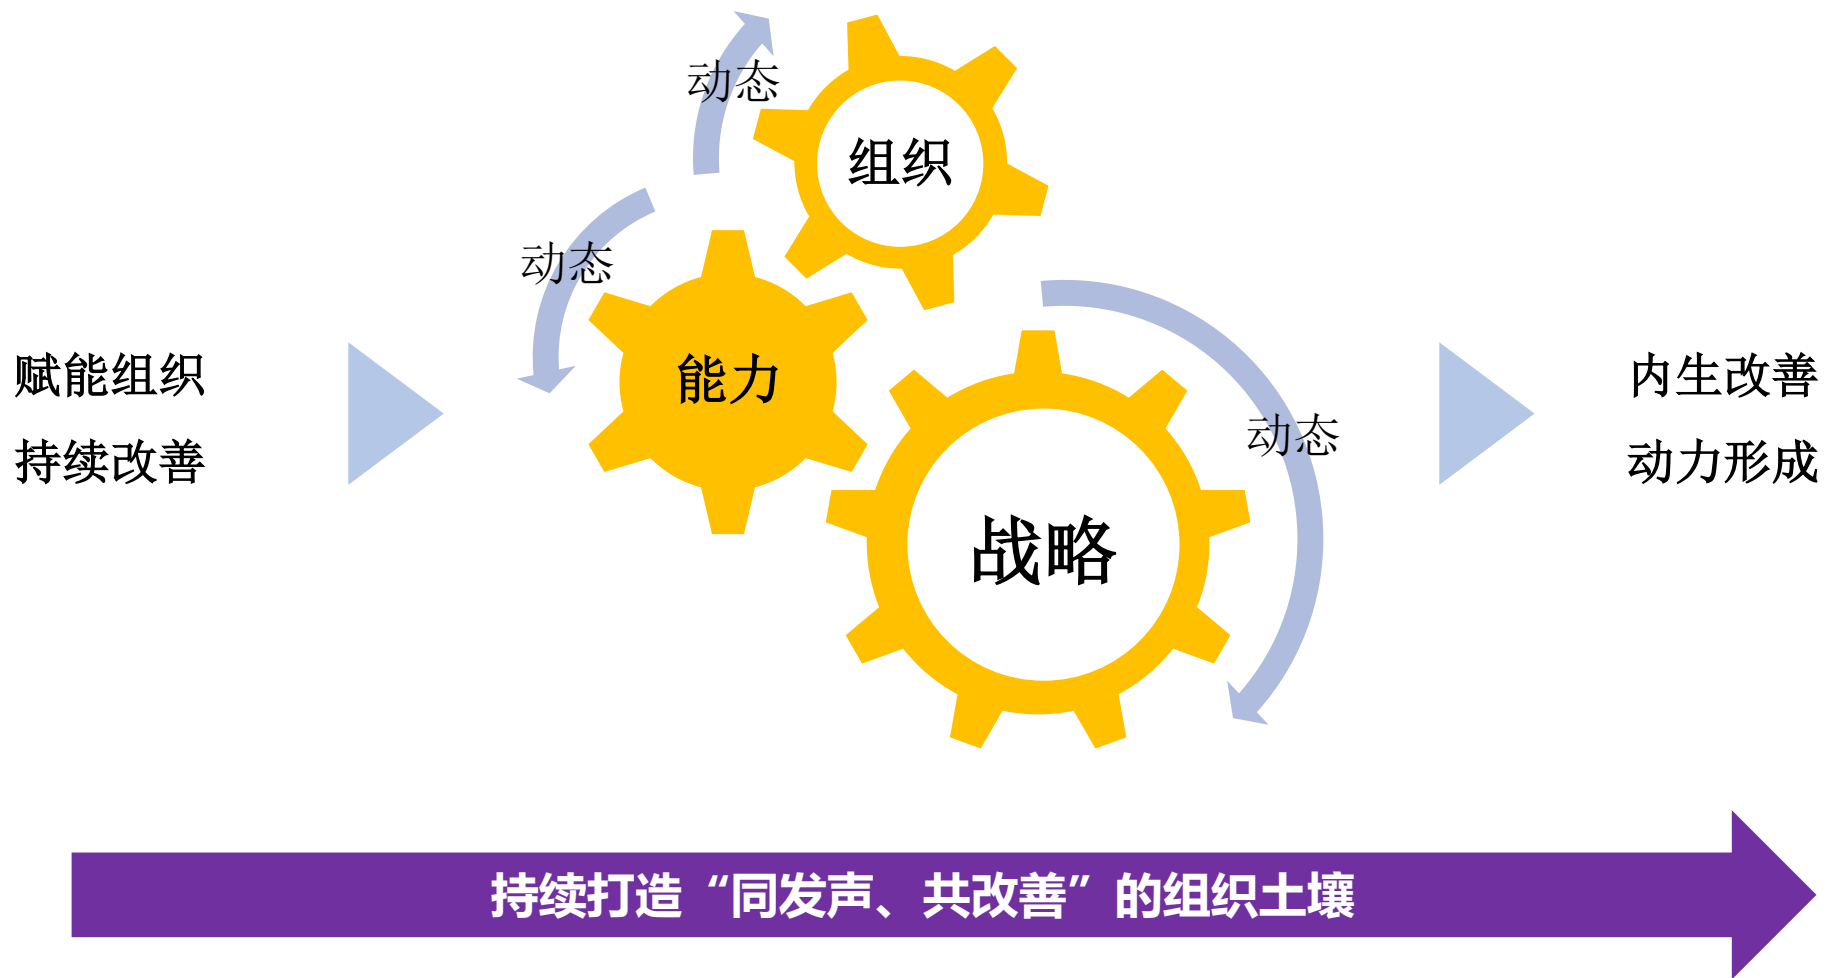 动态
组织
动态
能力
赋能组织
持续改善
战略
动态
内生改善
动力形成
持续打造“同发声、共改善”的组织土壤